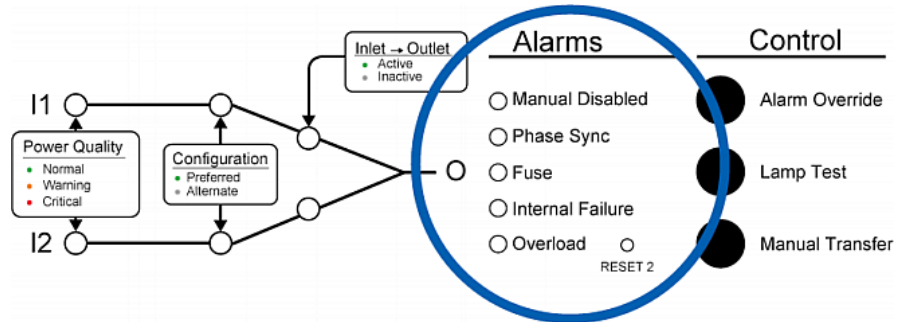 Alarms
Control
Inlet → Outlet
Active
Inactive
I1
Manual Disabled
Alarm Override
Phase Sync
Power Quality
Normal
Warning
Critical
Configuration
Preferred
Alternate
Fuse
Lamp Test
O
Internal Failure
I2
Overload
RESET 2
Manual Transfer